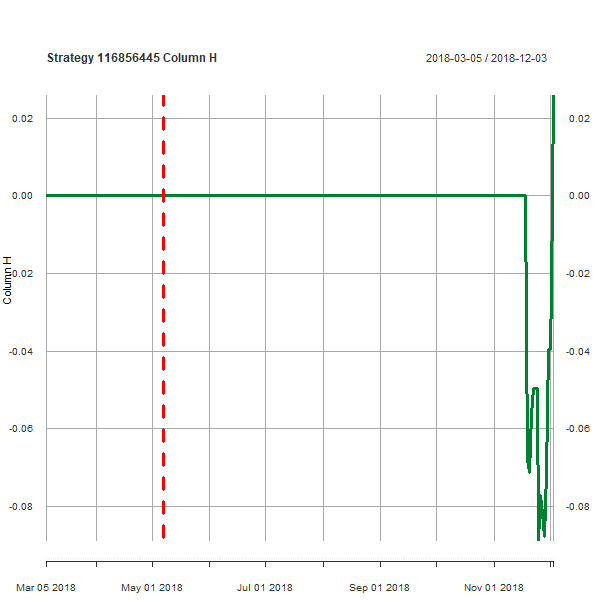 Strategy 116856445 Column H 2018-03-05 / 2018-12-03
0.02 0.02
0.00 0.00
-0.02 -0.02
-0.04 -0.04
-0.06 -0.06
-0.08 -0.08
Column H
Mar 05 2018 May 01 2018 Jul 01 2018 Sep 01 2018 Nov 01 2018